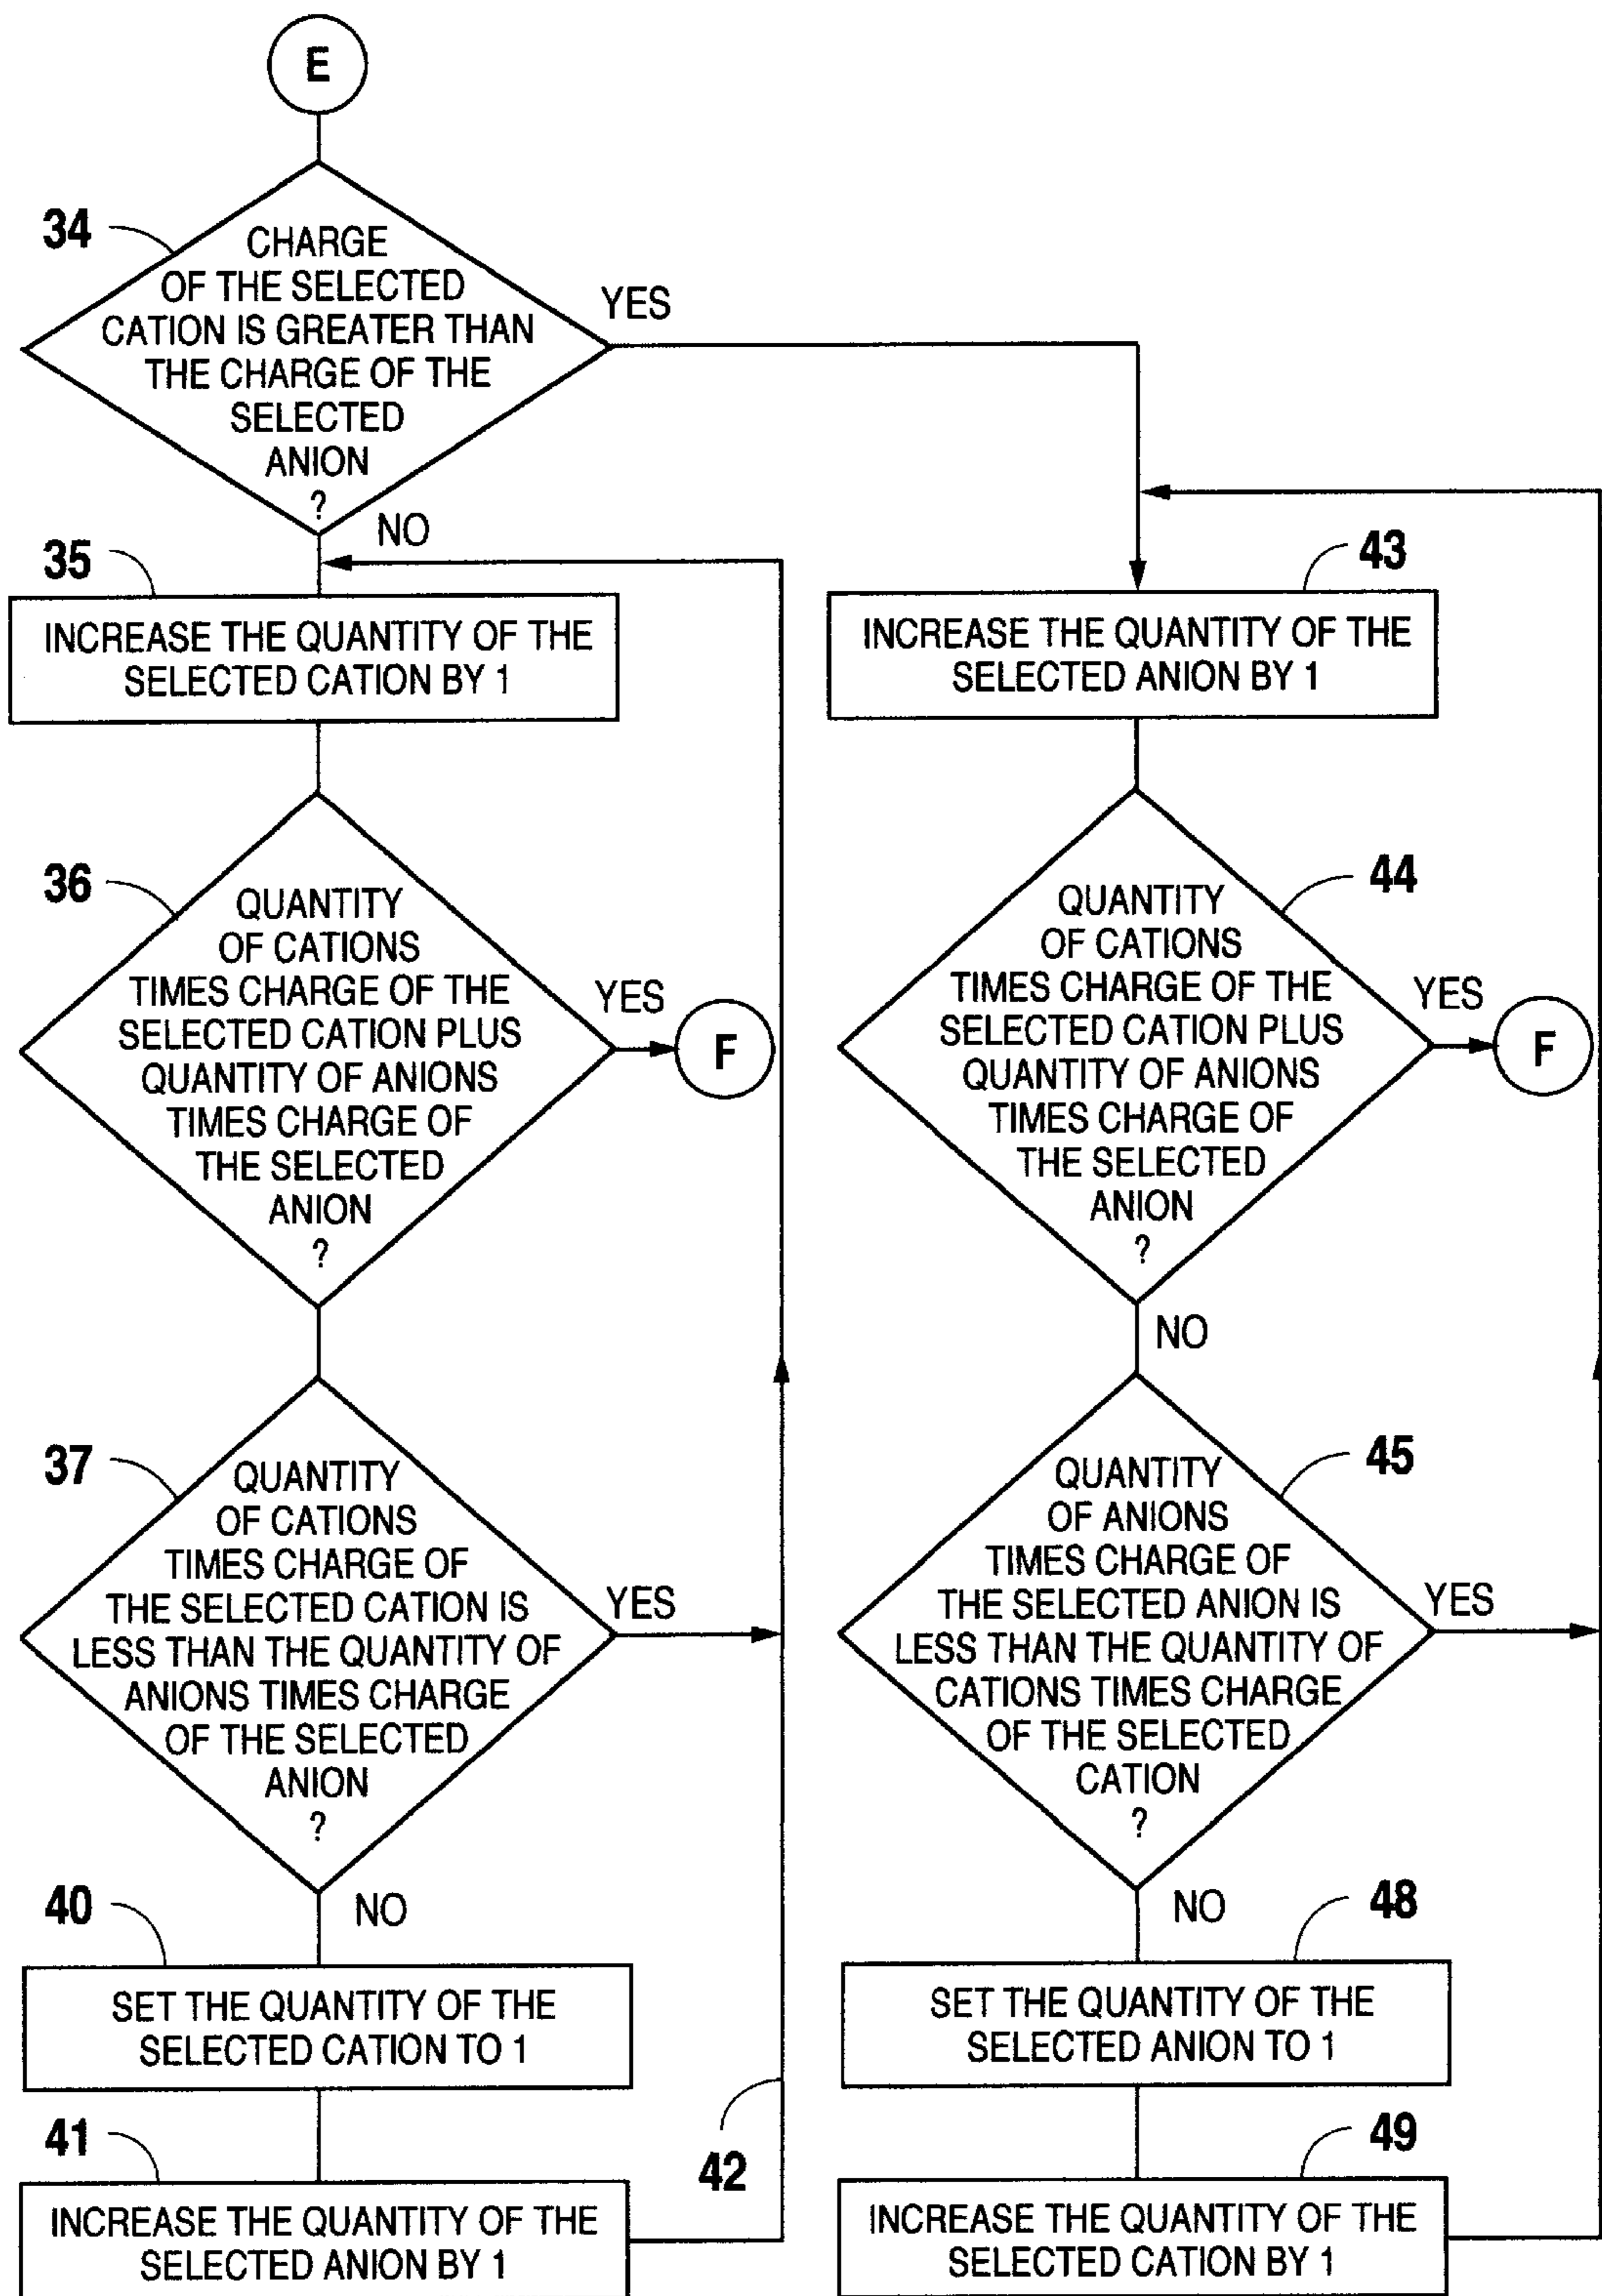 E
34
CHARGE
OF THE SELECTED
CATION IS GREATER THAN
THE CHARGE OF THE
SELECTED
ANION
?
YES
NO
35
INCREASE THE QUANTITY OF THE
SELECTED CATION BY 1
36
QUANTITY
OF CATIONS
TIMES CHARGE OF THE
SELECTED CATION PLUS
QUANTITY OF ANIONS
TIMES CHARGE OF
THE SELECTED
ANION
?
YES
F
37
QUANTITY
OF CATIONS
TIMES CHARGE OF
THE SELECTED CATION IS
LESS THAN THE QUANTITY OF
ANIONS TIMES CHARGE
OF THE SELECTED
ANION
?
YES
NO
40
SET THE QUANTITY OF THE
SELECTED CATION TO 1
41
INCREASE THE QUANTITY OF THE
SELECTED ANION BY 1
42
43
INCREASE THE QUANTITY OF THE
SELECTED ANION BY 1
44
QUANTITY
OF CATIONS
TIMES CHARGE OF THE
SELECTED CATION PLUS
QUANTITY OF ANIONS
TIMES CHARGE OF
THE SELECTED
ANION
?
YES
F
NO
45
QUANTITY
OF ANIONS
TIMES CHARGE OF
THE SELECTED ANION IS
LESS THAN THE QUANTITY OF
CATIONS TIMES CHARGE
OF THE SELECTED
CATION
?
YES
NO
48
SET THE QUANTITY OF THE
SELECTED ANION TO 1
49
INCREASE THE QUANTITY OF THE
SELECTED CATION BY 1